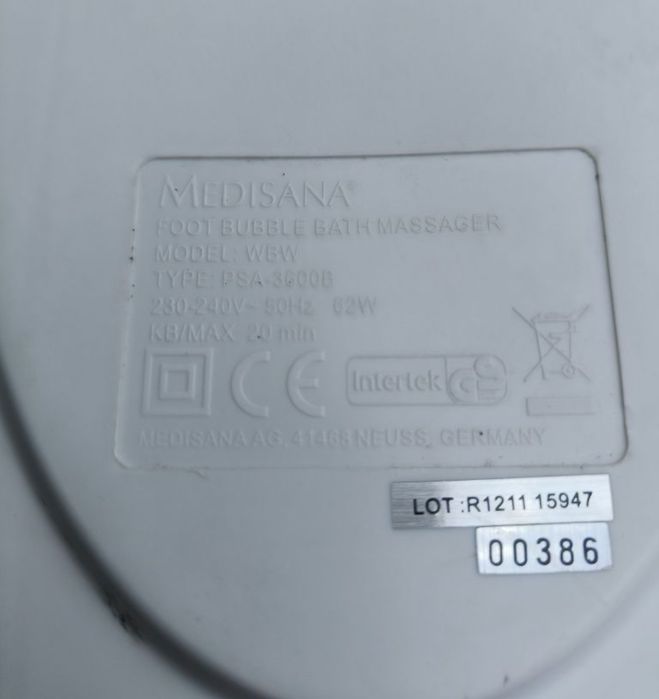 MEDISANA®
FOOT BUBBLE BATH MASSAGER
MODEL: WBW
TYPE: PSA-3600B
230-240V~ 50Hz 62W
KB/MAX 20 min
CE Intertek GS
MEDISANA AG, 41468 NEUSS, GERMANY
LOT :R1211 15947
00386